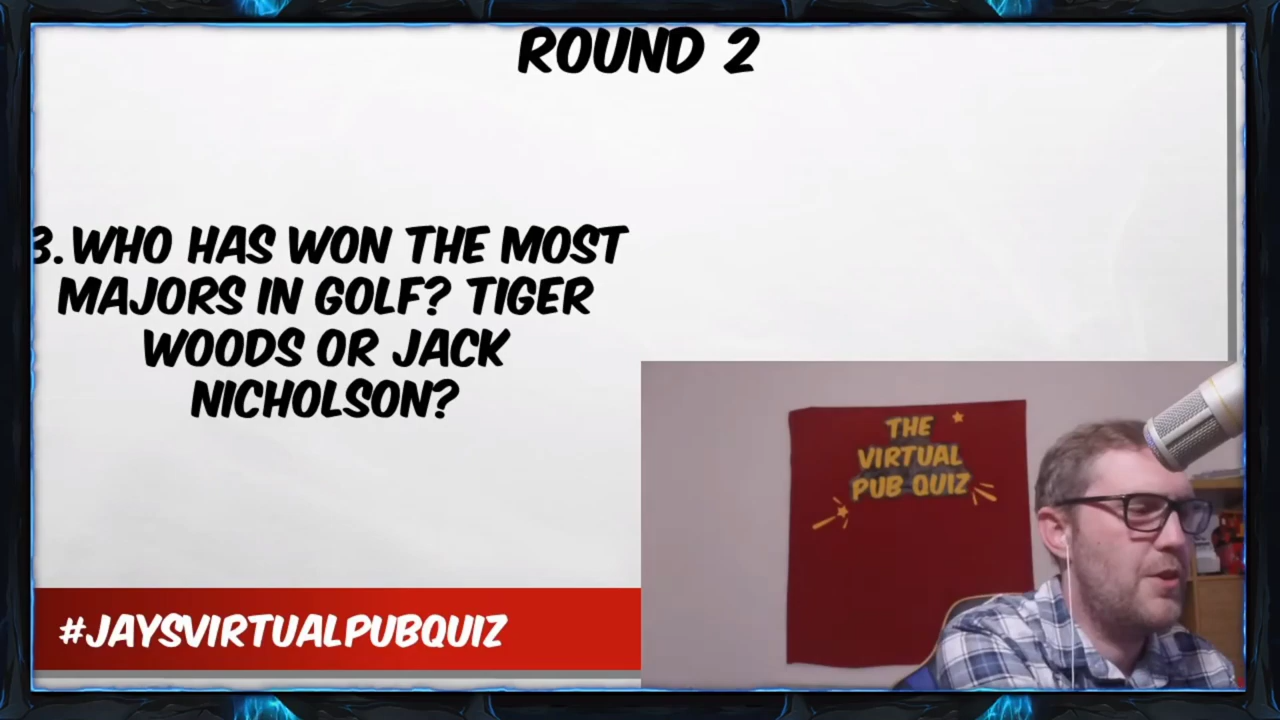 ROUND 2
3. WHO HAS WON THE MOST
MAJORS IN GOLF? TIGER
WOODS OR JACK
NICHOLSON?
THE
VIRTUAL
PUB QUIZ
#JAYSVIRTUALPUBQUIZ